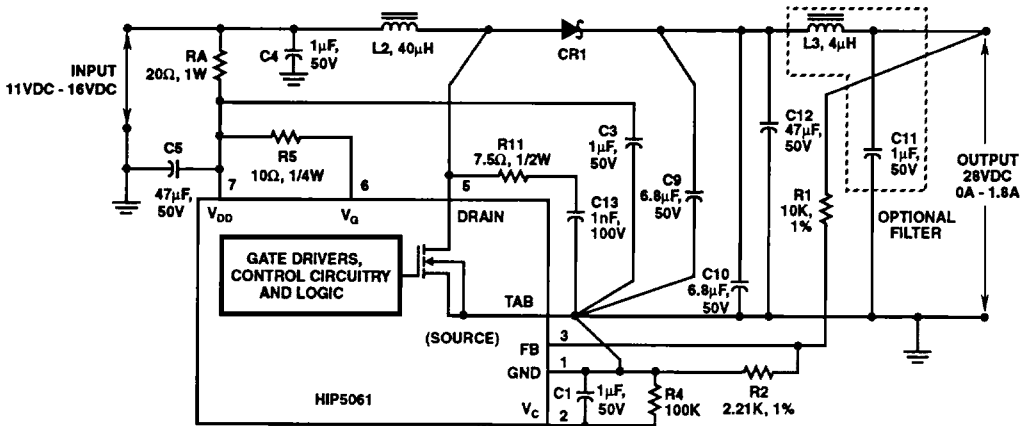 INPUT
11VDC - 16VDC
RA
20Ω, 1W
C4
1μF,
50V
L2, 40μH
CR1
L3, 4μH
C5
47μF,
50V
R5
10Ω, 1/4W
7
6
5
R11
7.5Ω, 1/2W
C13
1nF,
100V
C3
1μF,
50V
C9
6.8μF,
50V
C10
6.8μF,
50V
C12
47μF,
50V
R1
10K,
1%
C11
1μF,
50V
OPTIONAL
FILTER
OUTPUT
28VDC
0A - 1.8A
VDD
VG
DRAIN
GATE DRIVERS,
CONTROL CIRCUITRY
AND LOGIC
TAB
(SOURCE)
FB
3
GND
1
VC
2
HIP5061
C1
1μF,
50V
R4
100K
R2
2.21K, 1%